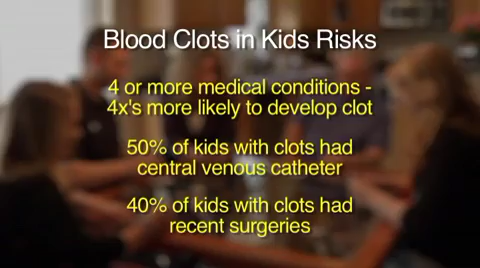 Blood Clots in Kids Risks
4 or more medical conditions -
4x's more likely to develop clot
50% of kids with clots had
central venous catheter
40% of kids with clots had
recent surgeries